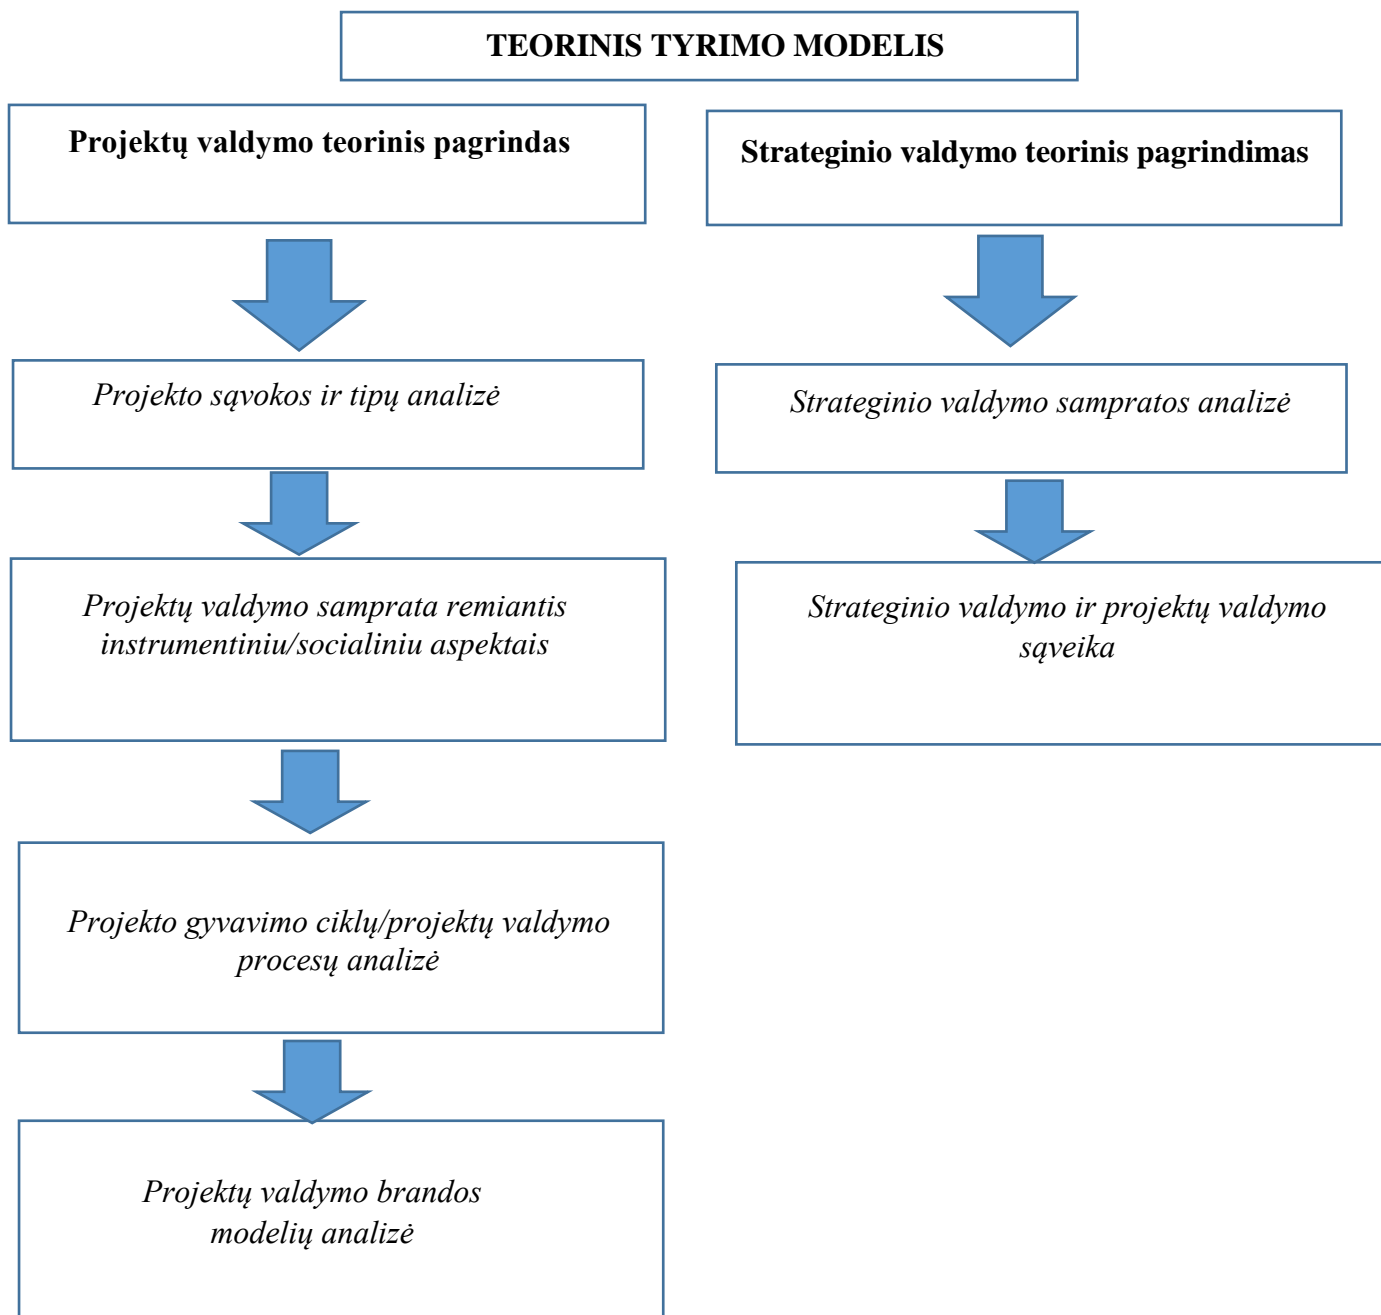 TEORINIS TYRIMO MODELIS
Projektų valdymo teorinis pagrindas
Strateginio valdymo teorinis pagrindimas
Projekto sąvokos ir tipų analizė
Strateginio valdymo sampratos analizė
Projektų valdymo samprata remiantis
instrumentiniu/socialiniu aspektais
Strateginio valdymo ir projektų valdymo
sąveika
Projekto gyvavimo ciklų/projektų valdymo
procesų analizė
Projektų valdymo brandos
modelių analizė